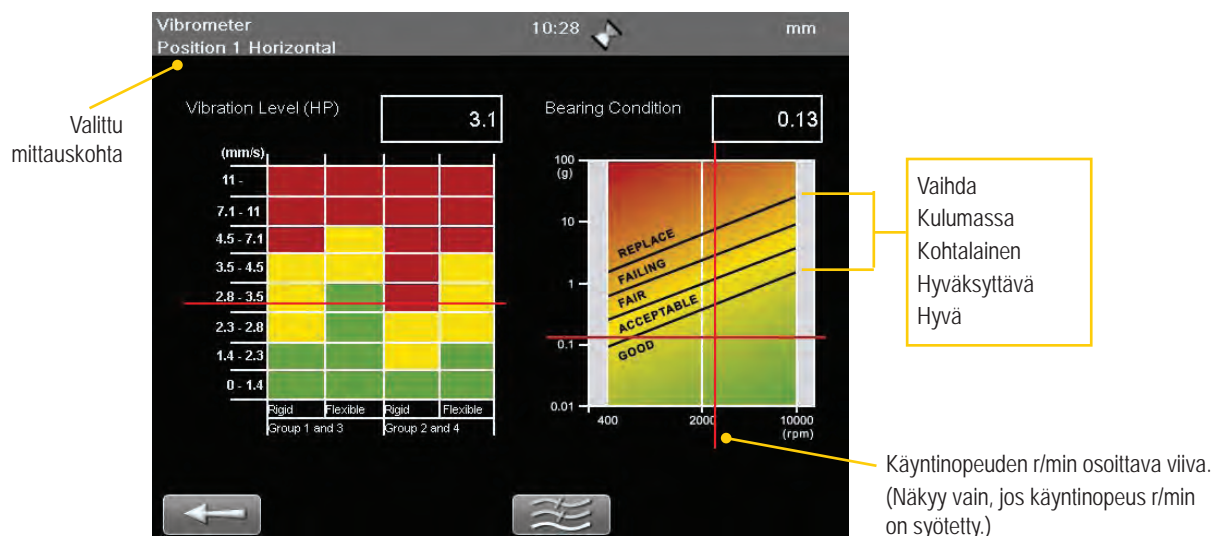 Vibrometer
Position 1 Horizontal
10:28
mm
Valittu
mittauskohta
Vibration Level (HP)
3.1
(mm/s)
11 -
7.1 - 11
4.5 - 7.1
3.5 - 4.5
2.8 - 3.5
2.3 - 2.8
1.4 - 2.3
0 - 1.4
Rigid Flexible Rigid Flexible
Group 1 and 3 Group 2 and 4
Bearing Condition
0.13
100
(g)
10
1
0.1
0.01
REPLACE
FAILING
FAIR
ACCEPTABLE
GOOD
400 2000 10000
(rpm)
Vaihda
Kulumassa
Kohtalainen
Hyväksyttävä
Hyvä
Käyntinopeuden r/min osoittava viiva.
(Näkyy vain, jos käyntinopeus r/min
on syötetty.)